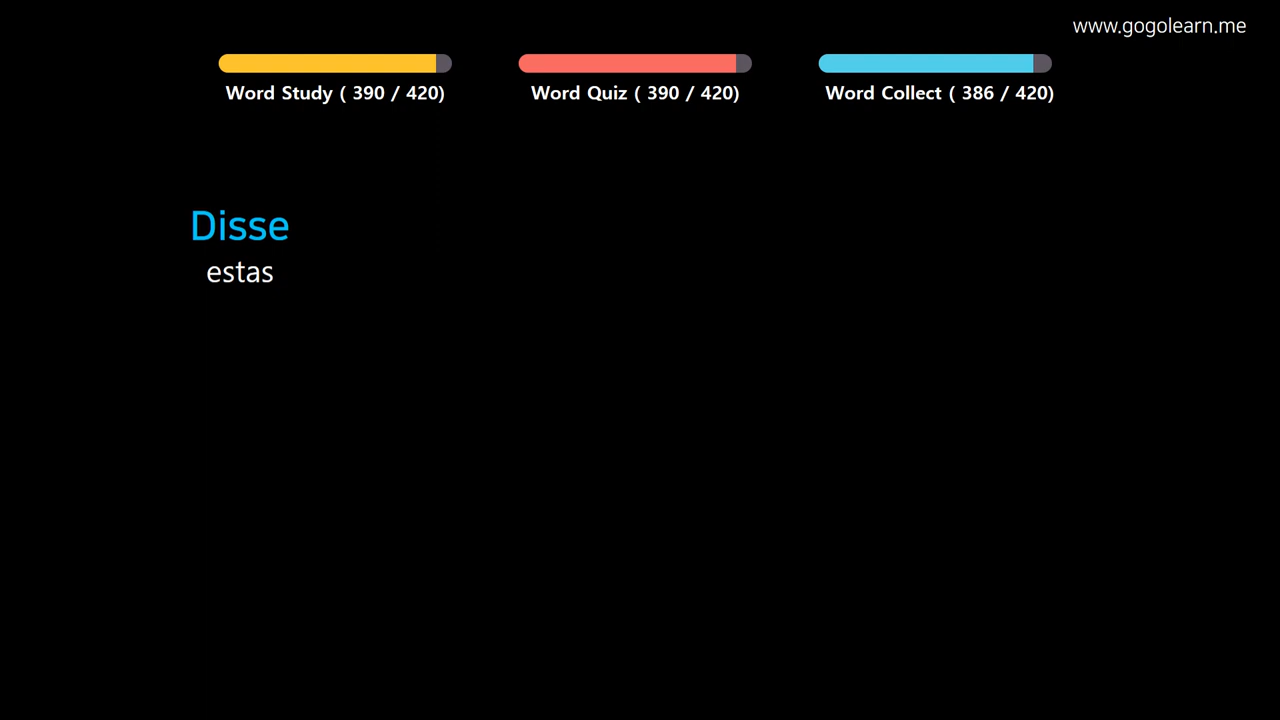 www.gogolearn.me
Word Study ( 390 / 420)
Word Quiz ( 390 / 420)
Word Collect ( 386 / 420)
Disse
estas